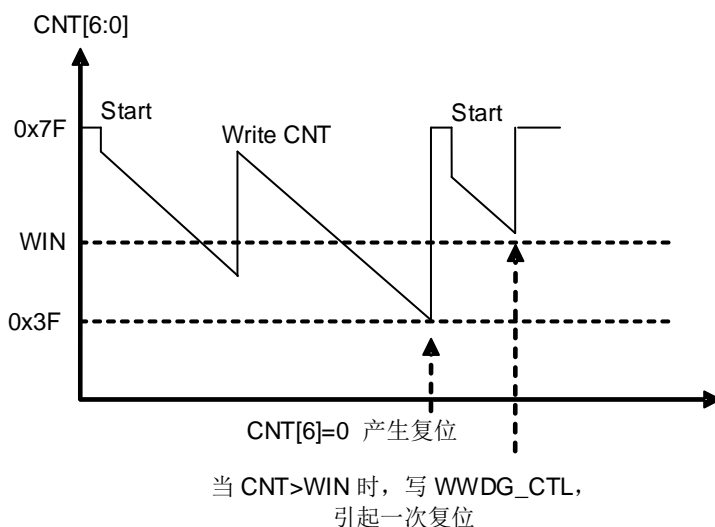 CNT[6:0]
Start
Start
0x7F
Write CNT
WIN
0x3F
CNT[6]=0 产生复位
当 CNT>WIN 时，写 WWDG_CTL，
引起一次复位